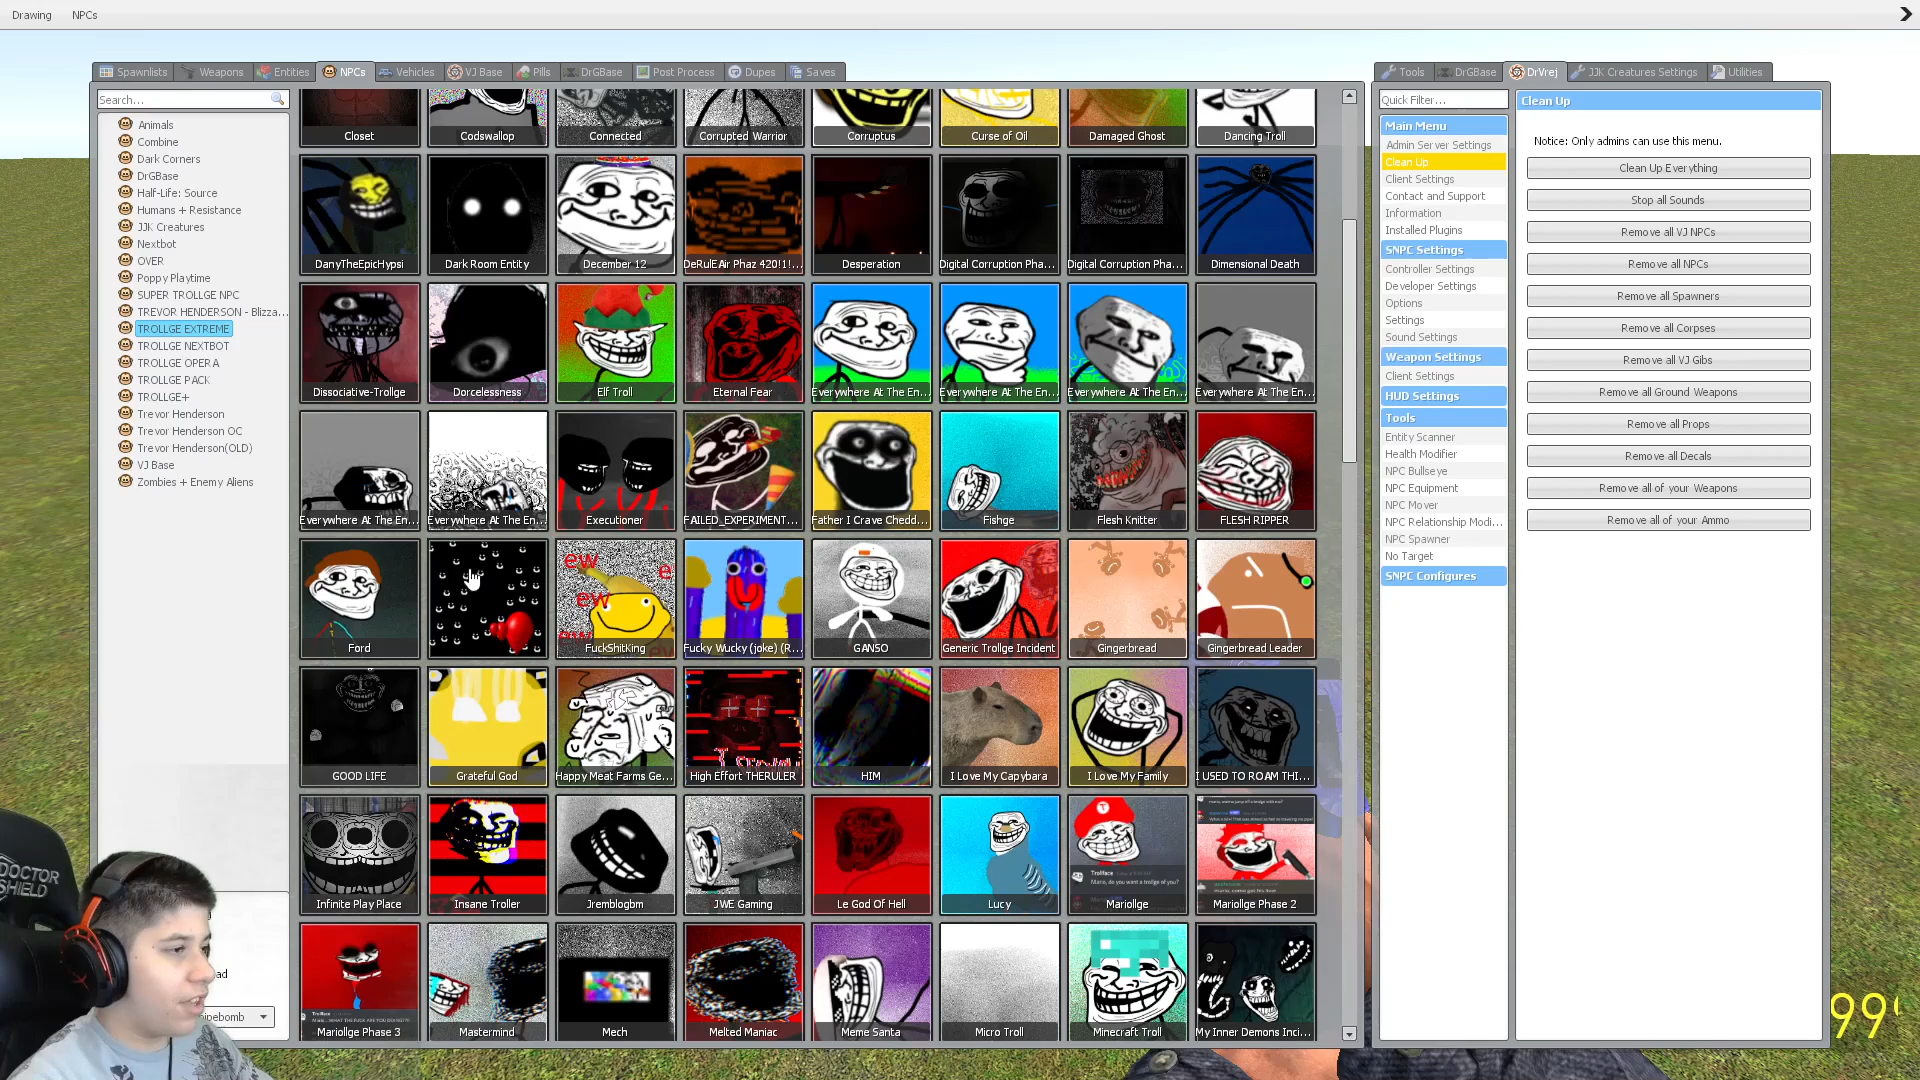 Drawing NPCs
Spawnlists Weapons Entities NPCs Vehicles VJ Base Pills DrGBase Post Process Dupes Saves
Search...
Animals
Combine
Dark Corners
DrGBase
Half-Life: Source
Humans + Resistance
JJK Creatures
Nextbot
OVER
Poppy Playtime
SUPER TROLLGE NPC
TREVOR HENDERSON - Blizza...
TROLLGE EXTREME
TROLLGE NEXTBOT
TROLLGE OPERA
TROLLGE PACK
TROLLGE+
Trevor Henderson
Trevor Henderson OC
Trevor Henderson(OLD)
VJ Base
Zombies + Enemy Aliens
Closet Codswallop Connected Corrupted Warrior Corruptus Curse of Oil Damaged Ghost Dancing Troll
DanyTheEpicHypsi Dark Room Entity December 12 DeRulEAir Phaz 420!1!... Desperation Digital Corruption Pha... Digital Corruption Pha... Dimensional Death
Dissociative-Trollge Dorcelessness Elf Troll Eternal Fear Everywhere At The En... Everywhere At The En... Everywhere At The En... Everywhere At The En...
Everywhere At The En... Everywhere At The En... Executioner FAILED_EXPERIMENT... Father I Crave Chedd... Fishge Flesh Knitter FLESH RIPPER
ew
ew
Ford FuckShitKing Fucky Wucky (joke) (R... GANSO Generic Trollge Incident Gingerbread Gingerbread Leader
GOOD LIFE Grateful God Happy Meat Farms Ge... High Effort THERULER HIM I Love My Capybara I Love My Family I USED TO ROAM THI...
Infinite Play Place Insane Troller Jremblogbm JWE Gaming Le God Of Hell Lucy Mariollge Mariollge Phase 2
Mariollge Phase 3 Mastermind Mech Melted Maniac Meme Santa Micro Troll Minecraft Troll My Inner Demons Inci...
Tools DrGBase DrVrej JJK Creatures Settings Utilities
Quick Filter...
Main Menu
Admin Server Settings
Clean Up
Client Settings
Contact and Support
Information
Installed Plugins
SNPC Settings
Controller Settings
Developer Settings
Options
Settings
Sound Settings
Weapon Settings
Client Settings
HUD Settings
Tools
Entity Scanner
Health Modifier
NPC Bullseye
NPC Equipment
NPC Mover
NPC Relationship Modi...
NPC Spawner
No Target
SNPC Configures
Clean Up
Notice: Only admins can use this menu.
Clean Up Everything
Stop all Sounds
Remove all VJ NPCs
Remove all NPCs
Remove all Spawners
Remove all Corpses
Remove all VJ Gibs
Remove all Ground Weapons
Remove all Props
Remove all Decals
Remove all of your Weapons
Remove all of your Ammo
DOCTOR
SHIELD
ad
ipebomb
99